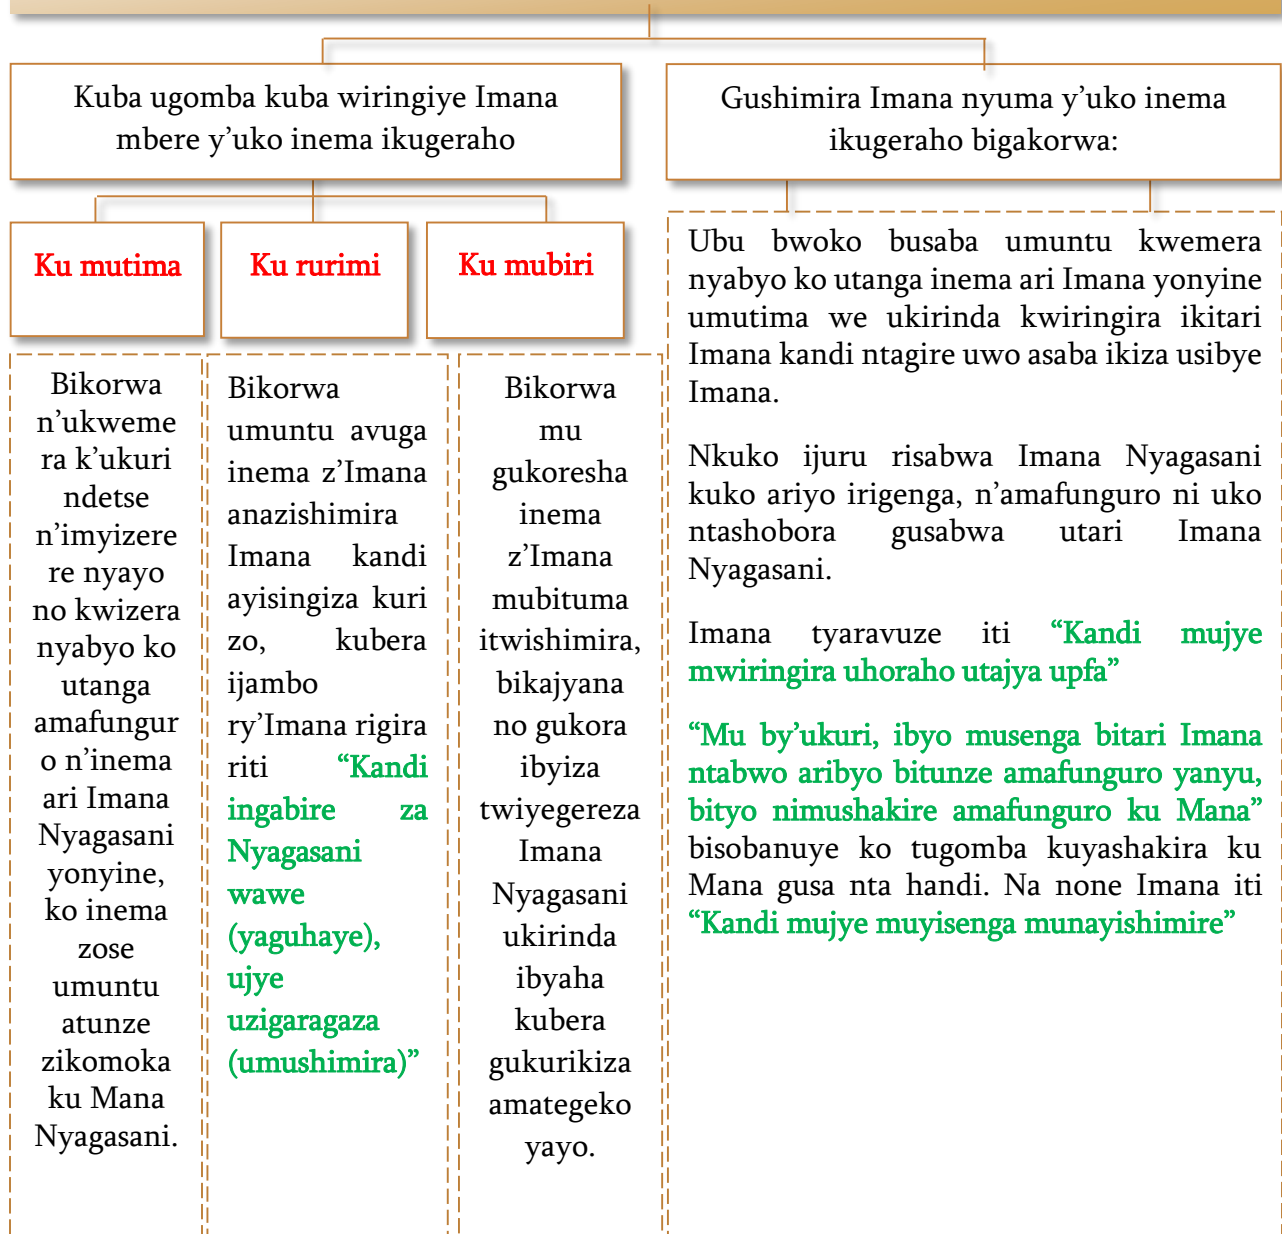 Kuba ugomba kuba wiringiye Imana
mbere y’uko inema ikugeraho
Gushimira Imana nyuma y’uko inema
ikugeraho bigakorwa:
Ku mutima
Ku rurimi
Ku mubiri
Bikorwa
n’ukweme
ra k’ukuri
ndetse
n’imyizere
re nyayo
no kwizera
nyabyo ko
utanga
amafungur
o n’inema
ari Imana
Nyagasani
yonyine,
ko inema
zose
umuntu
atunze
zikomoka
ku Mana
Nyagasani.
Bikorwa
umuntu avuga
inema z’Imana
anazishimira
Imana kandi
ayisingiza kuri
zo, kubera
ijambo
ry’Imana rigira
riti “Kandi
ingabire za
Nyagasani
wawe
(yaguhaye),
ujye
uzigaragaza
(umushimira)”
Bikorwa
mu
gukoresha
inema
z’Imana
mubituma
itwishimira,
bikajyana
no gukora
ibyiza
twiyegereza
Imana
Nyagasani
ukirinda
ibyaha
kubera
gukurikiza
amategeko
yayo.
Ubu bwoko busaba umuntu kwemera
nyabyo ko utanga inema ari Imana yonyine
umutima we ukirinda kwiringira ikitari
Imana kandi ntagire uwo asaba ikiza usibye
Imana.
Nkuko ijuru risabwa Imana Nyagasani
kuko ariyo irigenga, n’amafunguro ni uko
ntashobora gusabwa utari Imana
Nyagasani.
Imana tyaravuze iti “Kandi mujye
mwiringira uhoraho utajya upfa”
“Mu by’ukuri, ibyo musenga bitari Imana
ntabwo aribyo bitunze amafunguro yanyu,
bityo nimushakire amafunguro ku Mana”
bisobanuye ko tugomba kuyashakira ku
Mana gusa nta handi. Na none Imana iti
“Kandi mujye muyisenga munayishimire”